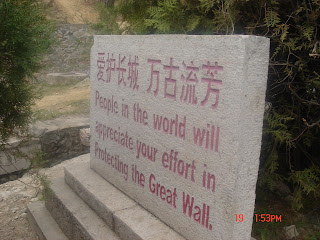 爱护长城 万古流芳
People in the world will
appreciate your effort in
Protecting the Great Wall.
19 1:53PM